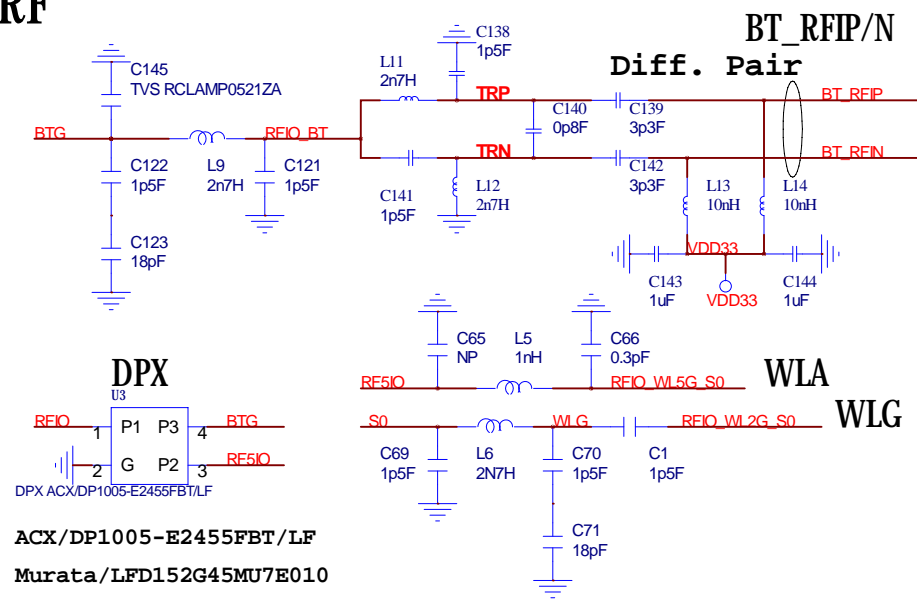 RF
BT_RFIP/N
Diff. Pair
C138
1p5F
C145
TVS RCLAMP0521ZA
L11
2n7H
TRP
C140
0p8F
C139
3p3F
BT_RFIP
BTG
RFIO_BT
TRN
BT_RFIN
C122
1p5F
L9
2n7H
C121
1p5F
C141
1p5F
L12
2n7H
C142
3p3F
L13
10nH
L14
10nH
C123
18pF
VDD33
C143
1uF
VDD33
C144
1uF
C65
NP
L5
1nH
C66
0.3pF
RF5IO
RFIO_WL5G_S0
WLA
DPX
U3
RFIO
1
P1
P3
4
BTG
2
G
P2
3
RF5IO
DPX ACX/DP1005-E2455FBT/LF
S0
WLG
RFIO_WL2G_S0
WLG
C69
1p5F
L6
2N7H
C70
1p5F
C1
1p5F
C71
18pF
ACX/DP1005-E2455FBT/LF
Murata/LFD152G45MU7E010